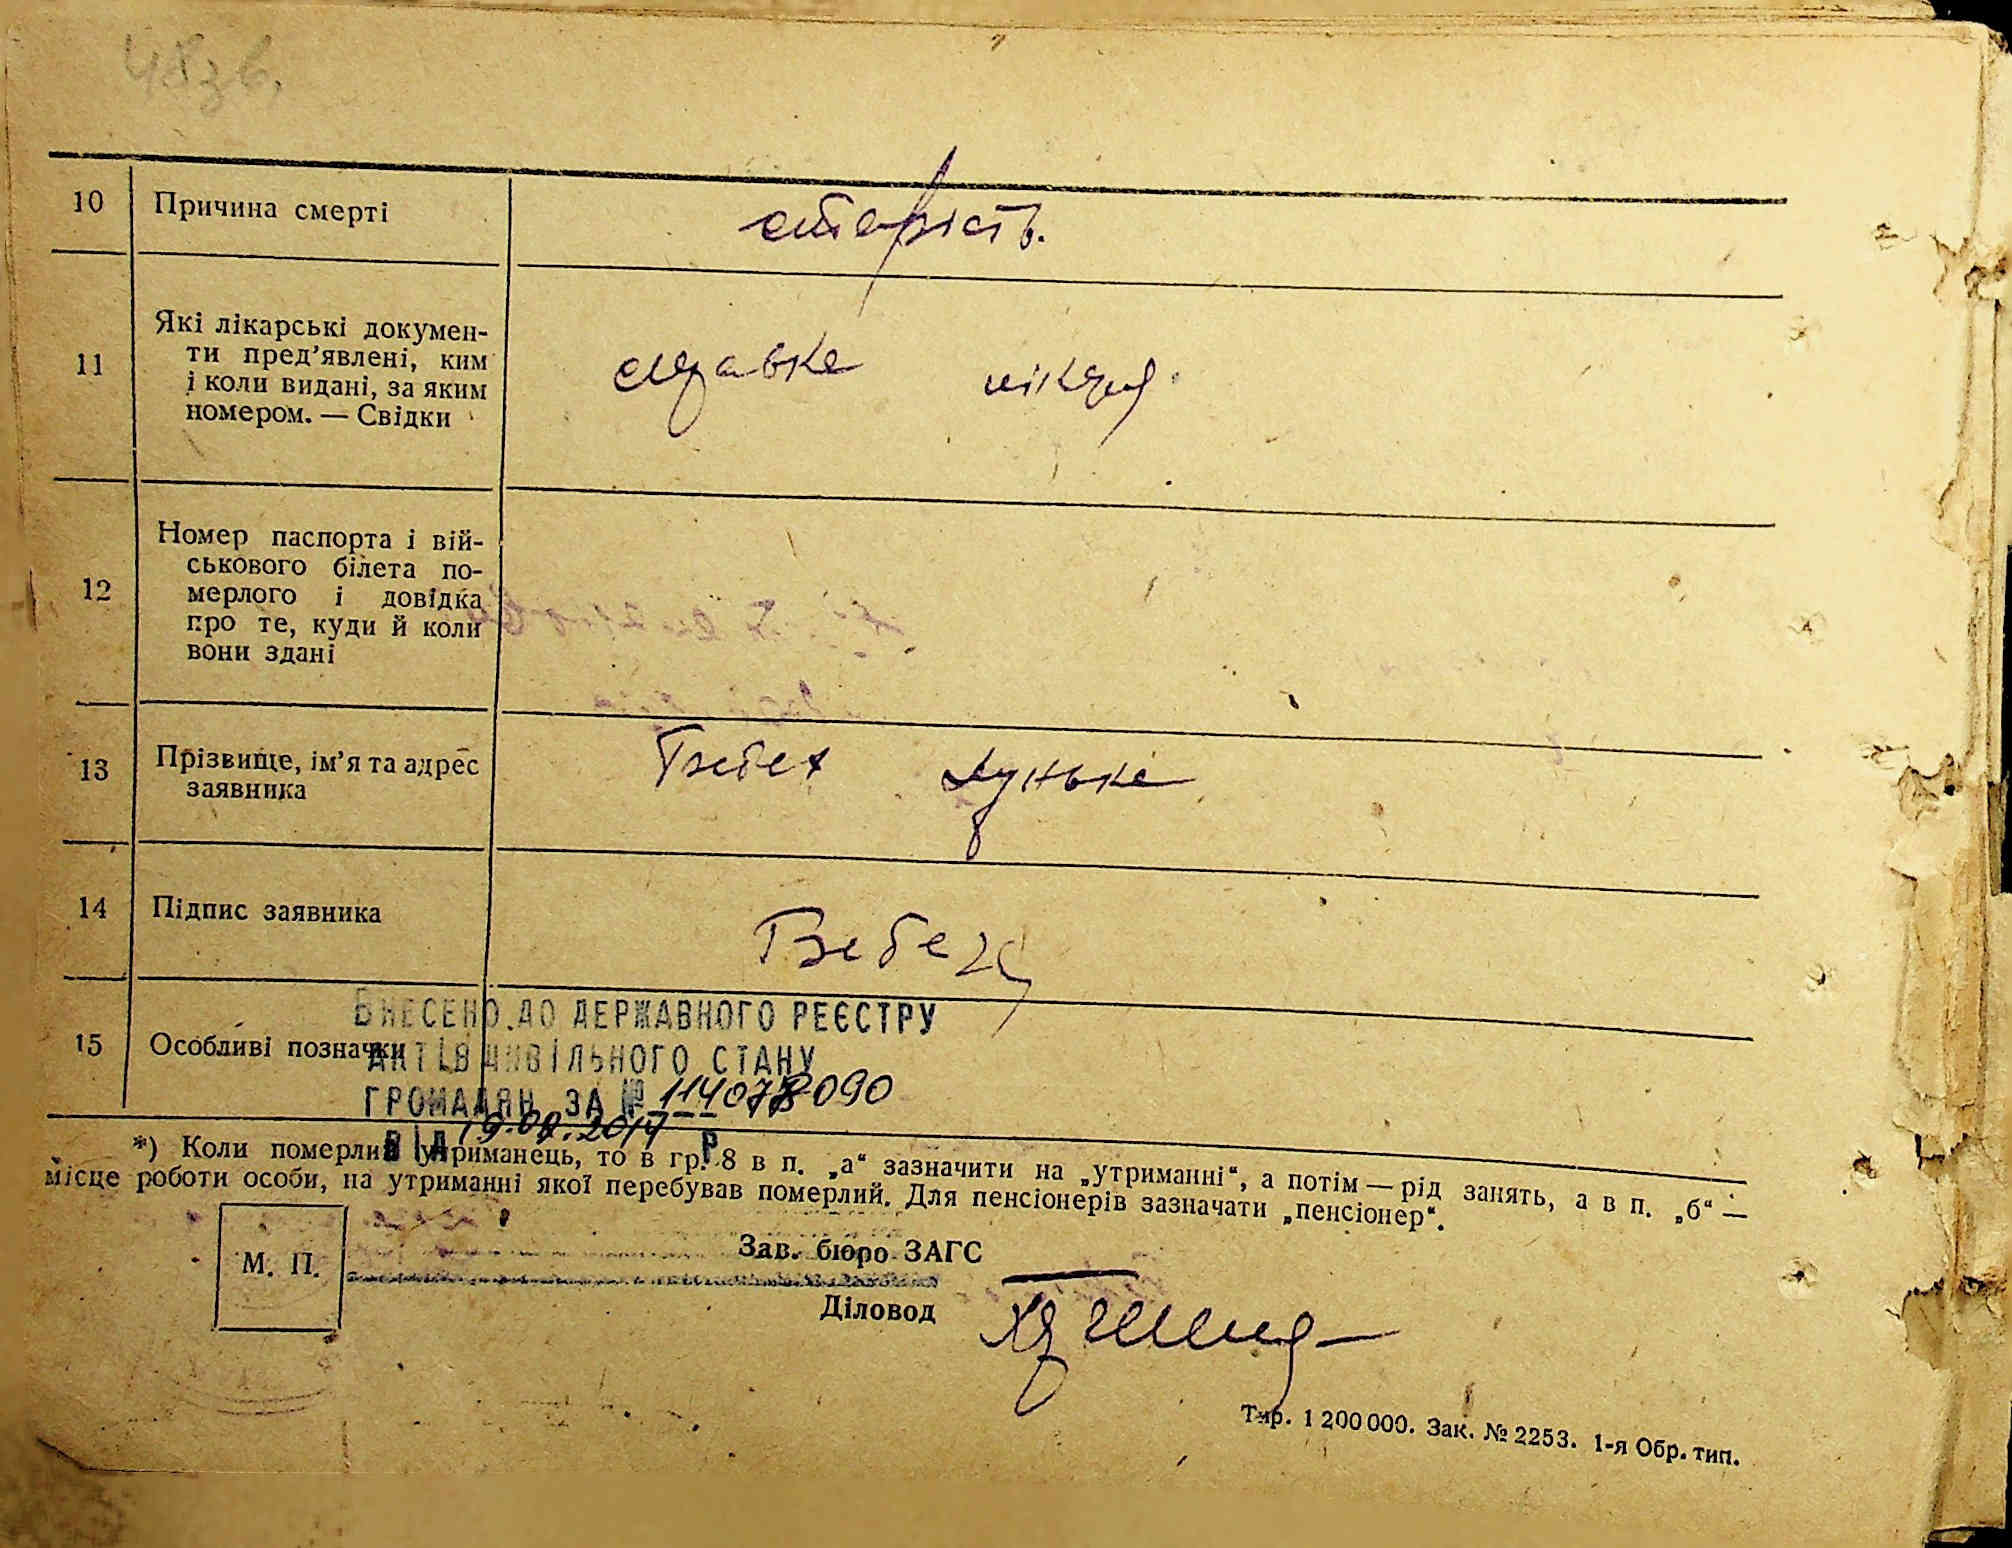 48зв.
10 Причина смерті старість.
11 Які лікарські докумен-
ти пред’явлені, ким
і коли видані, за яким
номером. — Свідки
справка лікаря
12 Номер паспорта і вій-
ськового білета по-
мерлого і довідка
про те, куди й коли
вони здані
13 Прізвище, ім’я та адрес
заявника
14 Підпис заявника
15 Особливі позначки
ВНЕСЕНО ДО ДЕРЖАВНОГО РЕЄСТРУ
АКТІВ ЦИВІЛЬНОГО СТАНУ
ГРОМАДЯН ЗА №
ВІД Р
*) Коли померлий утриманець, то в гр. 8 в п. „а“ зазначити на „утриманні“, а потім — рід занять, а в п. „б“ —
місце роботи особи, на утриманні якої перебував померлий. Для пенсіонерів зазначати „пенсіонер“.
М. П.
Зав. бюро ЗАГС
Діловод
Тир. 1 200 000. Зак. № 2253. 1-я Обр. тип.